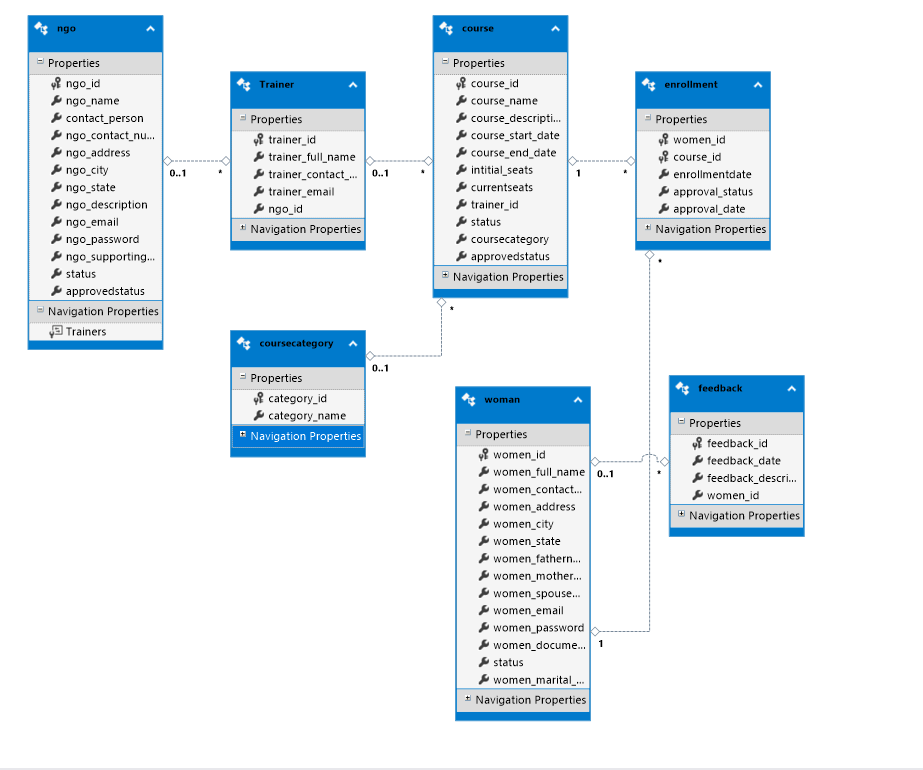 ngo
Properties
ngo_id
ngo_name
contact_person
ngo_contact_nu...
ngo_address
ngo_city
ngo_state
ngo_description
ngo_email
ngo_password
ngo_supporting...
status
approvedstatus
Navigation Properties
Trainers
0..1
*
Trainer
Properties
trainer_id
trainer_full_name
trainer_contact_...
trainer_email
ngo_id
Navigation Properties
0..1
*
course
Properties
course_id
course_name
course_descripti...
course_start_date
course_end_date
intitial_seats
currentseats
trainer_id
status
coursecategory
approvedstatus
Navigation Properties
1
*
enrollment
Properties
women_id
course_id
enrollmentdate
approval_status
approval_date
Navigation Properties
*
*
0..1
coursecategory
Properties
category_id
category_name
Navigation Properties
woman
Properties
women_id
women_full_name
women_contact...
women_address
women_city
women_state
women_fathern...
women_mother...
women_spouse...
women_email
women_password
women_docume...
status
women_marital_...
Navigation Properties
0..1
*
1
feedback
Properties
feedback_id
feedback_date
feedback_descri...
women_id
Navigation Properties